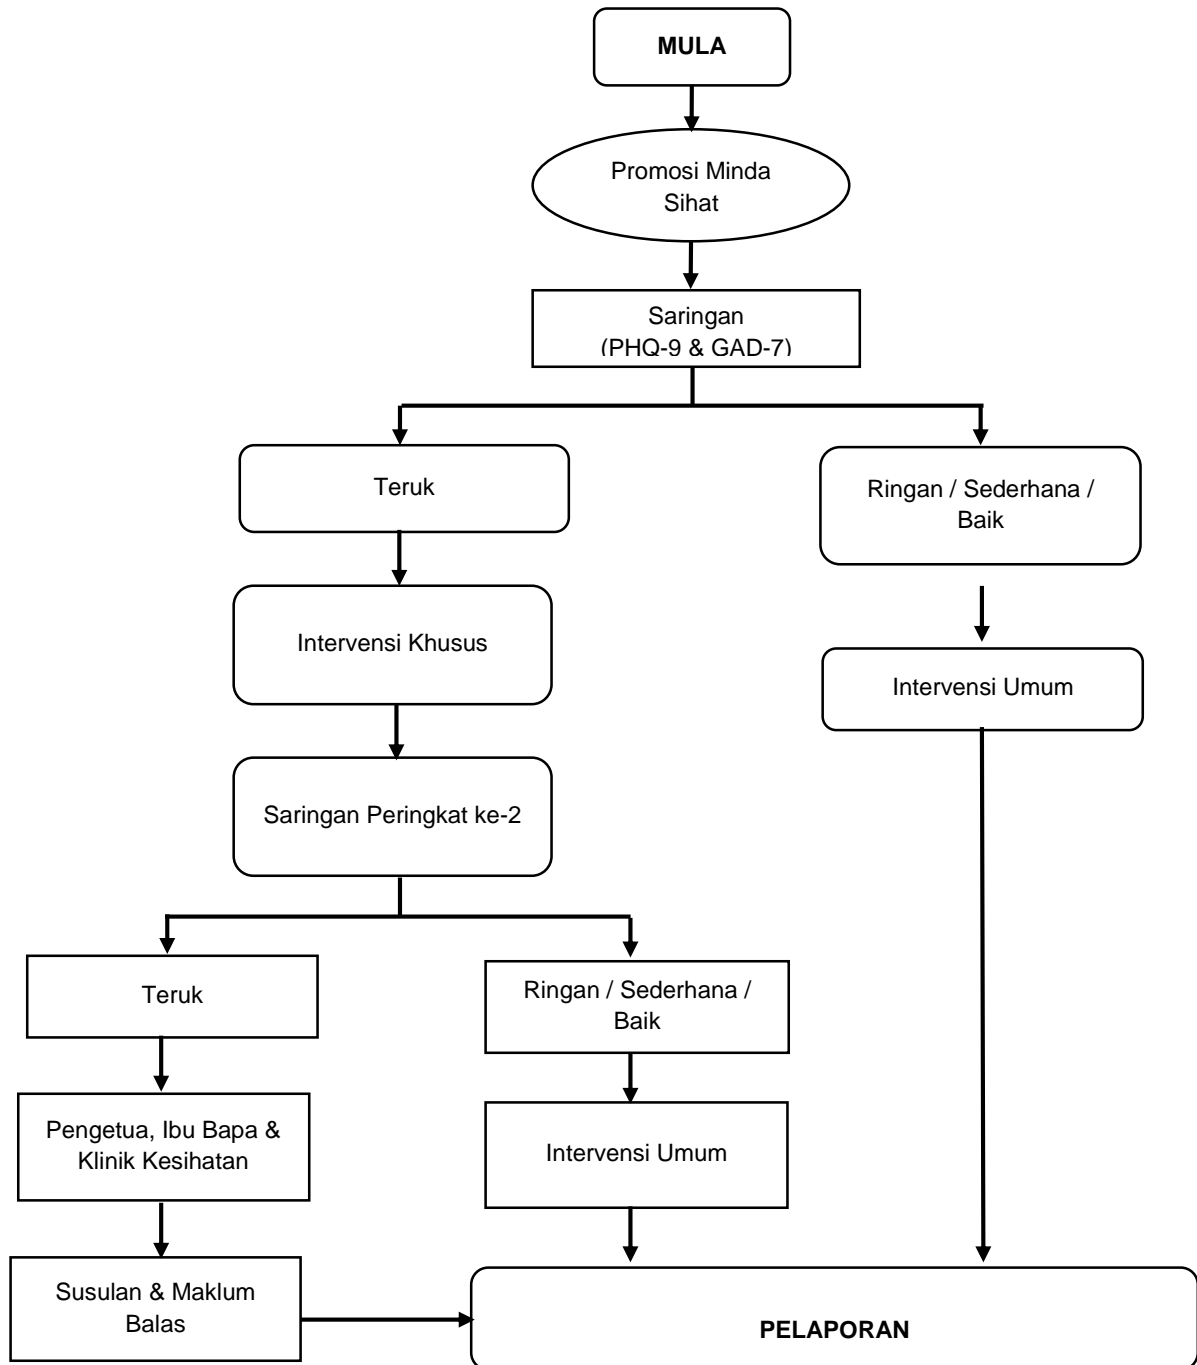 MULA
Promosi Minda
Sihat
Saringan
(PHQ-9 & GAD-7)
Teruk
Ringan / Sederhana /
Baik
Intervensi Khusus
Intervensi Umum
Saringan Peringkat ke-2
Teruk
Ringan / Sederhana /
Baik
Pengetua, Ibu Bapa &
Klinik Kesihatan
Intervensi Umum
Susulan & Maklum
Balas
PELAPORAN